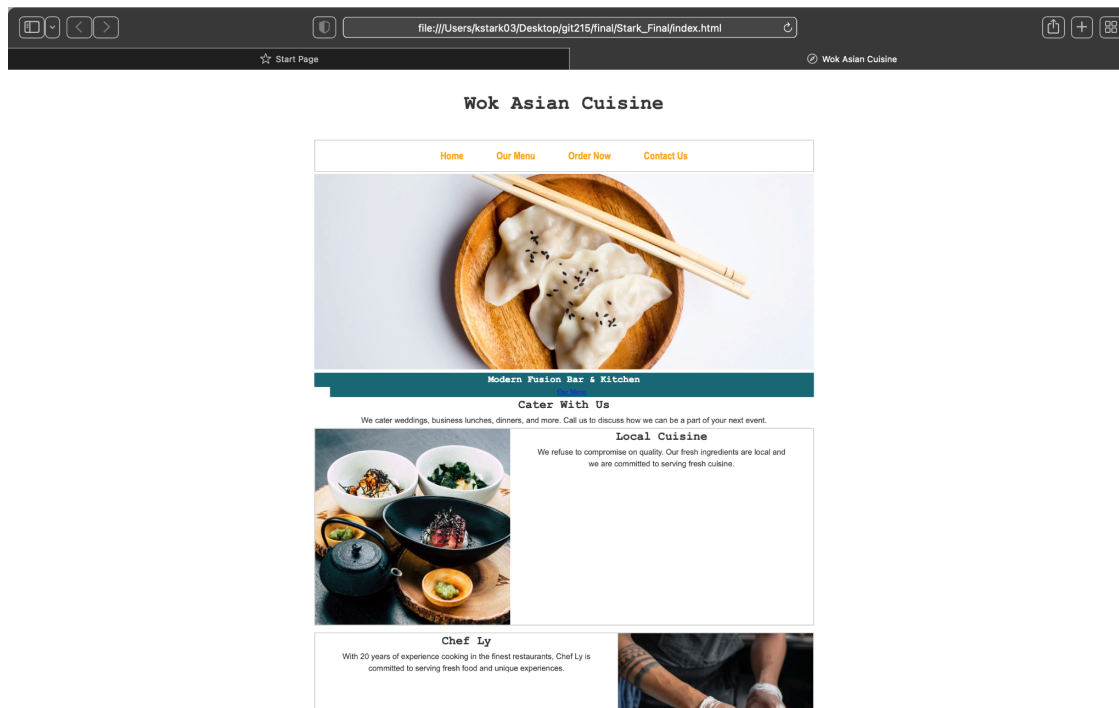 file:///Users/kstark03/Desktop/git215/final/Stark_Final/index.html
Start Page
Wok Asian Cuisine
Wok Asian Cuisine
Home Our Menu Order Now Contact Us
Modern Fusion Bar & Kitchen
Our Menu
Cater With Us
We cater weddings, business lunches, dinners, and more. Call us to discuss how we can be a part of your next event.
Local Cuisine
We refuse to compromise on quality. Our fresh ingredients are local and
we are committed to serving fresh cuisine.
Chef Ly
With 20 years of experience cooking in the finest restaurants, Chef Ly is
committed to serving fresh food and unique experiences.